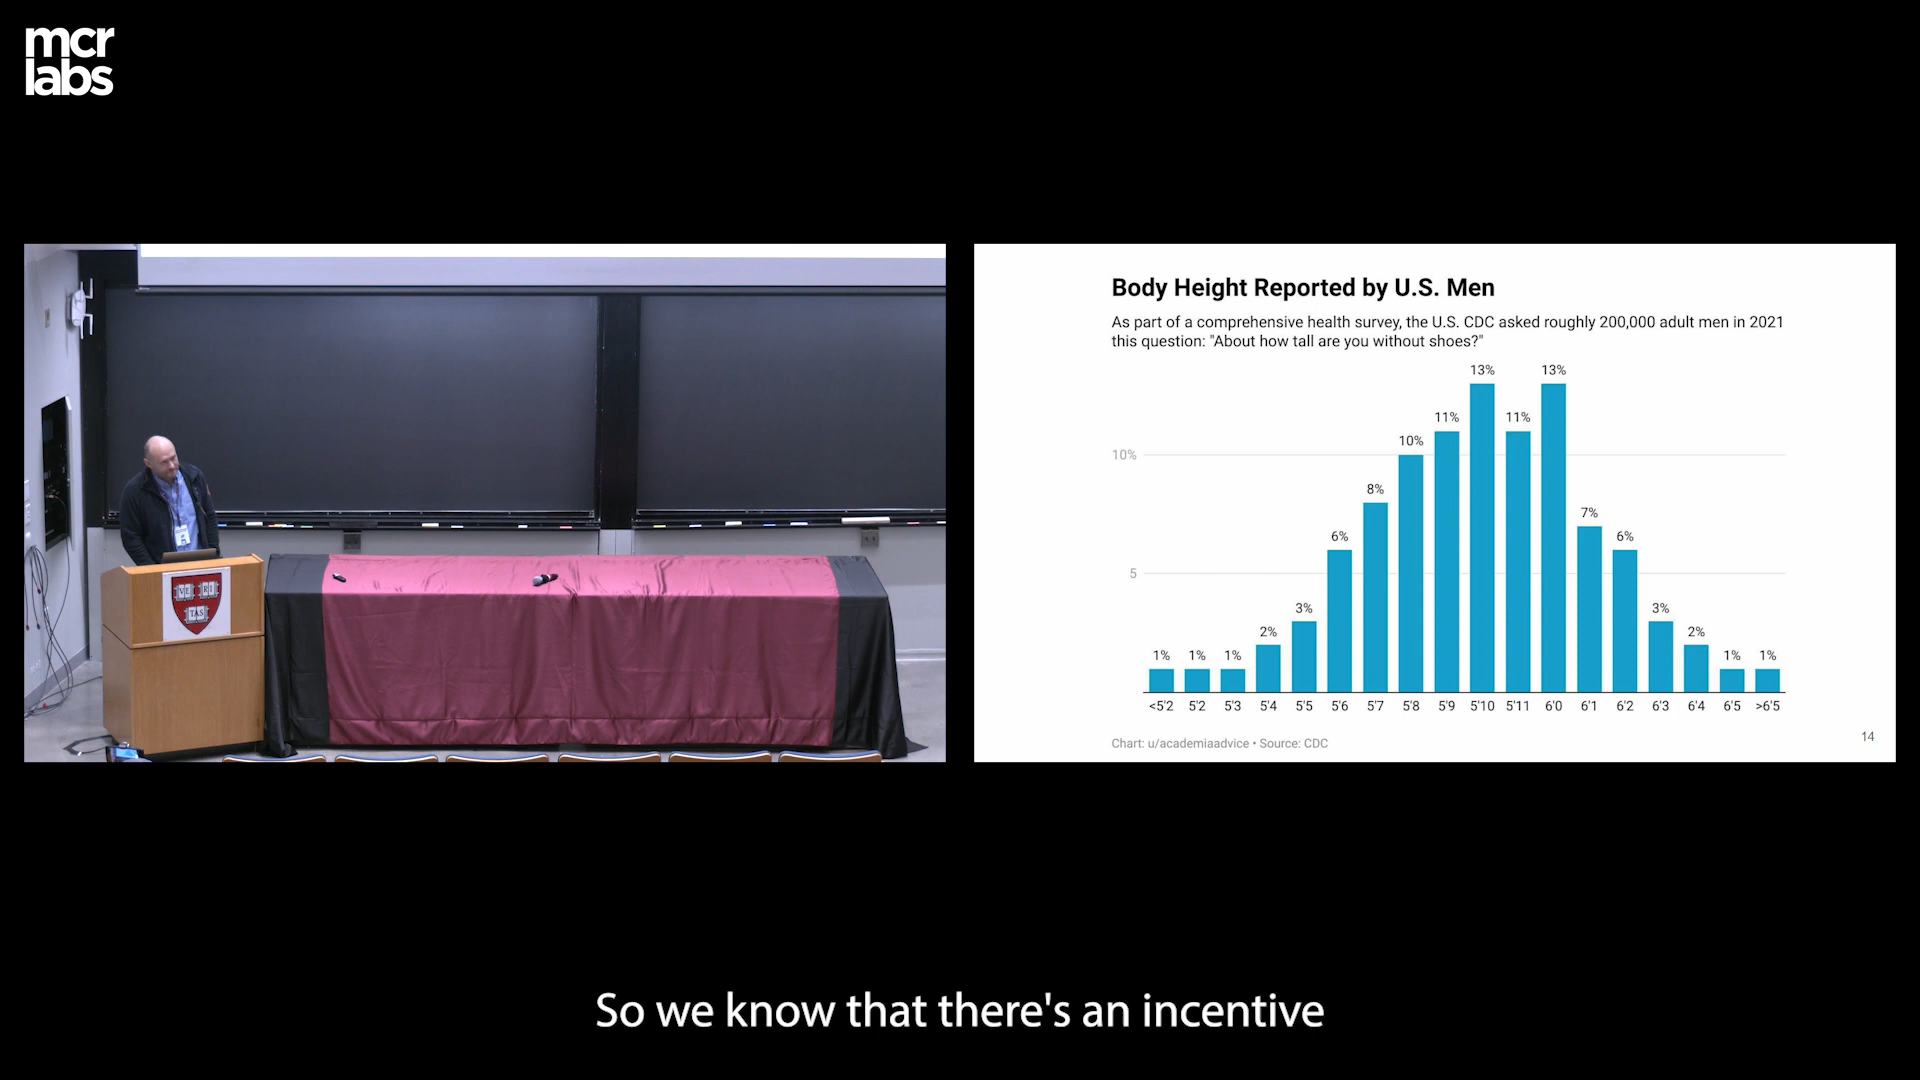 mcr
labs
VE RI
TAS
Body Height Reported by U.S. Men
As part of a comprehensive health survey, the U.S. CDC asked roughly 200,000 adult men in 2021
this question: "About how tall are you without shoes?"
13% 13%
11% 11%
10%
10%
8%
7%
6% 6%
5
3% 3%
2% 2%
1% 1% 1% 1% 1%
<5'2 5'2 5'3 5'4 5'5 5'6 5'7 5'8 5'9 5'10 5'11 6'0 6'1 6'2 6'3 6'4 6'5 >6'5
14
Chart: u/academiaadvice • Source: CDC
So we know that there's an incentive